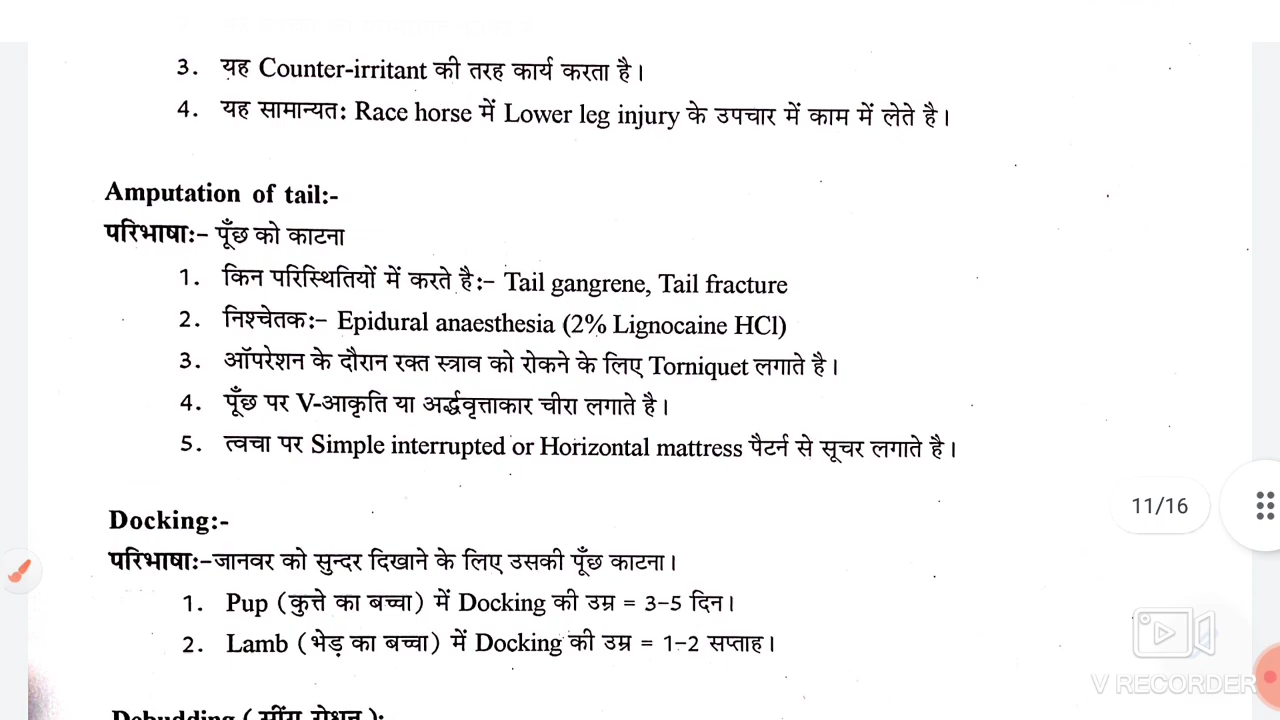 3. यह Counter-irritant की तरह कार्य करता है।
4. यह सामान्यत: Race horse में Lower leg injury के उपचार में काम में लेते है।
Amputation of tail:-
परिभाषाः- पूँछ को काटना
1. किन परिस्थितियों में करते है:- Tail gangrene, Tail fracture
2. निश्चेतक:- Epidural anaesthesia (2% Lignocaine HCl)
3. ऑपरेशन के दौरान रक्त स्त्राव को रोकने के लिए Torniquet लगाते है।
4. पूँछ पर V-आकृति या अर्द्धवृत्ताकार चीरा लगाते है।
5. त्वचा पर Simple interrupted or Horizontal mattress पैटर्न से सूचर लगाते है।
11/16
Docking:-
परिभाषाः-जानवर को सुन्दर दिखाने के लिए उसकी पूँछ काटना।
1. Pup (कुत्ते का बच्चा) में Docking की उम्र = 3-5 दिन।
2. Lamb (भेड़ का बच्चा) में Docking की उम्र = 1-2 सप्ताह।
V RECORDER
Debudding (सींग रोधन):